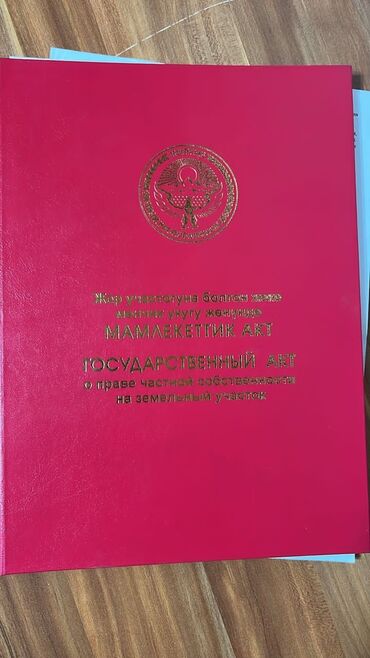 Жер участогуна болгон жеке
менчик укугу жөнүндө
МАМЛЕКЕТТИК АКТ
ГОСУДАРСТВЕННЫЙ АКТ
о праве частной собственности
на земельный участок